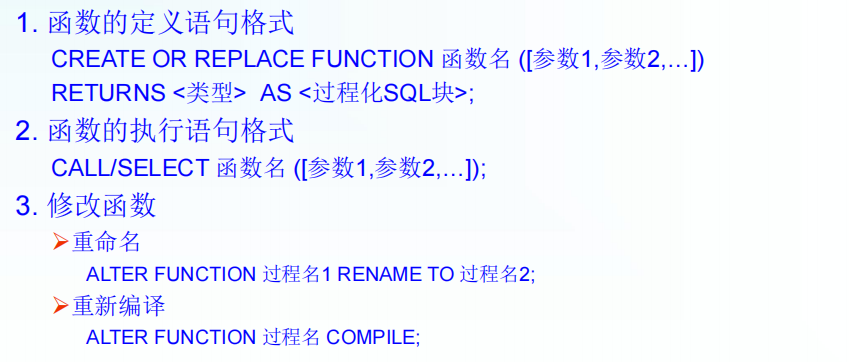 1. 函数的定义语句格式
CREATE OR REPLACE FUNCTION 函数名 ([参数1,参数2,…])
RETURNS <类型> AS <过程化SQL块>;
2. 函数的执行语句格式
CALL/SELECT 函数名 ([参数1,参数2,…]);
3. 修改函数
➢重命名
ALTER FUNCTION 过程名1 RENAME TO 过程名2;
➢重新编译
ALTER FUNCTION 过程名 COMPILE;